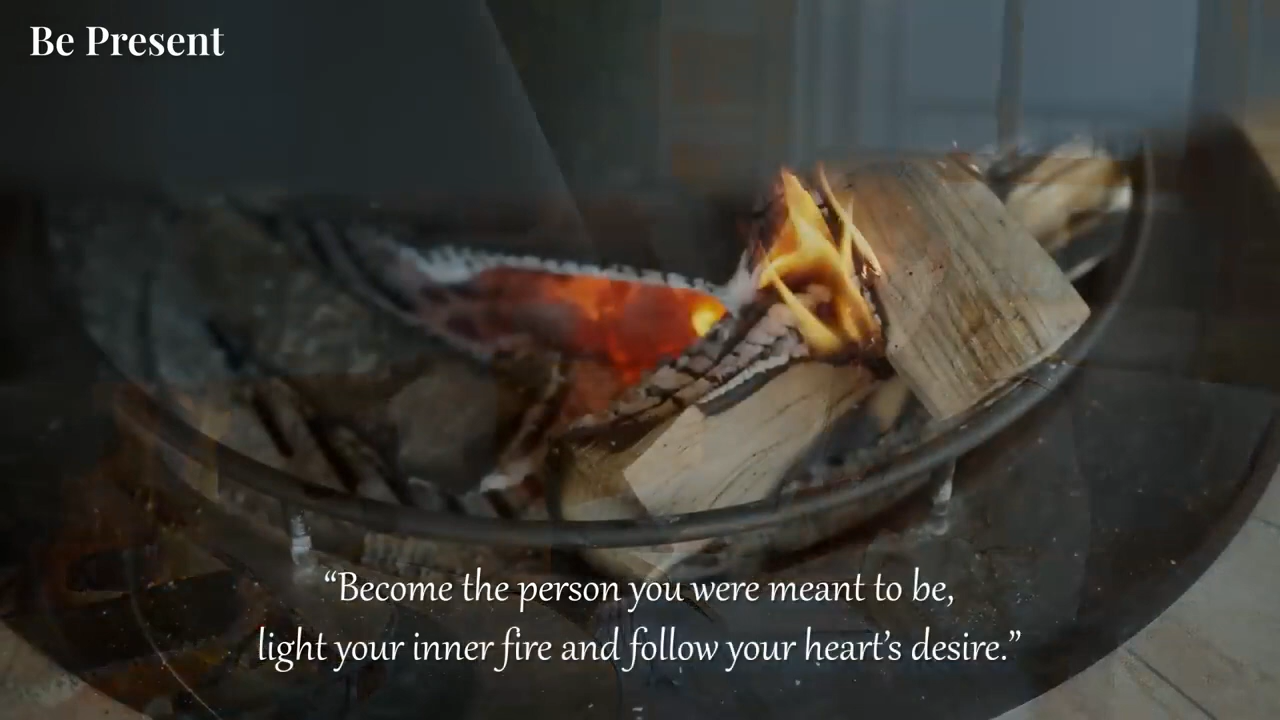 Be Present
“Become the person you were meant to be,
light your inner fire and follow your heart’s desire.”